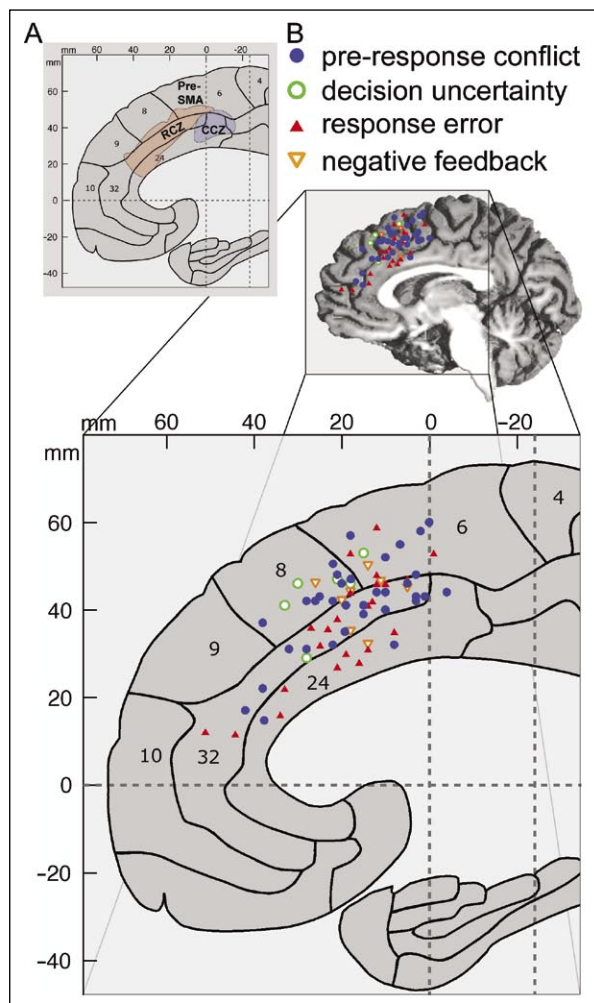 A
mm 60 40 20 0 -20
80
60
40
20
0
-20
-40
Pre-
SMA
6
4
8
9
RCZ
CCZ
24
10
32
B
pre-response conflict
decision uncertainty
response error
negative feedback
mm 60 40 20 0 -20
mm
60
40
20
0
-20
-40
4
6
8
9
24
10
32